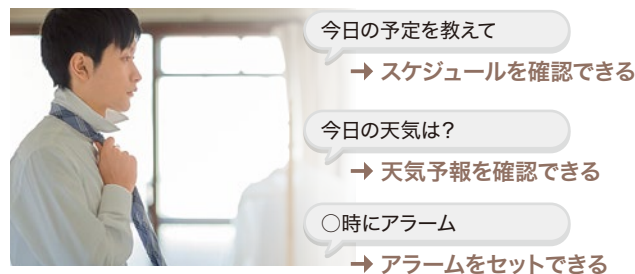 今日の予定を教えて
→ スケジュールを確認できる
今日の天気は？
→ 天気予報を確認できる
○時にアラーム
→ アラームをセットできる